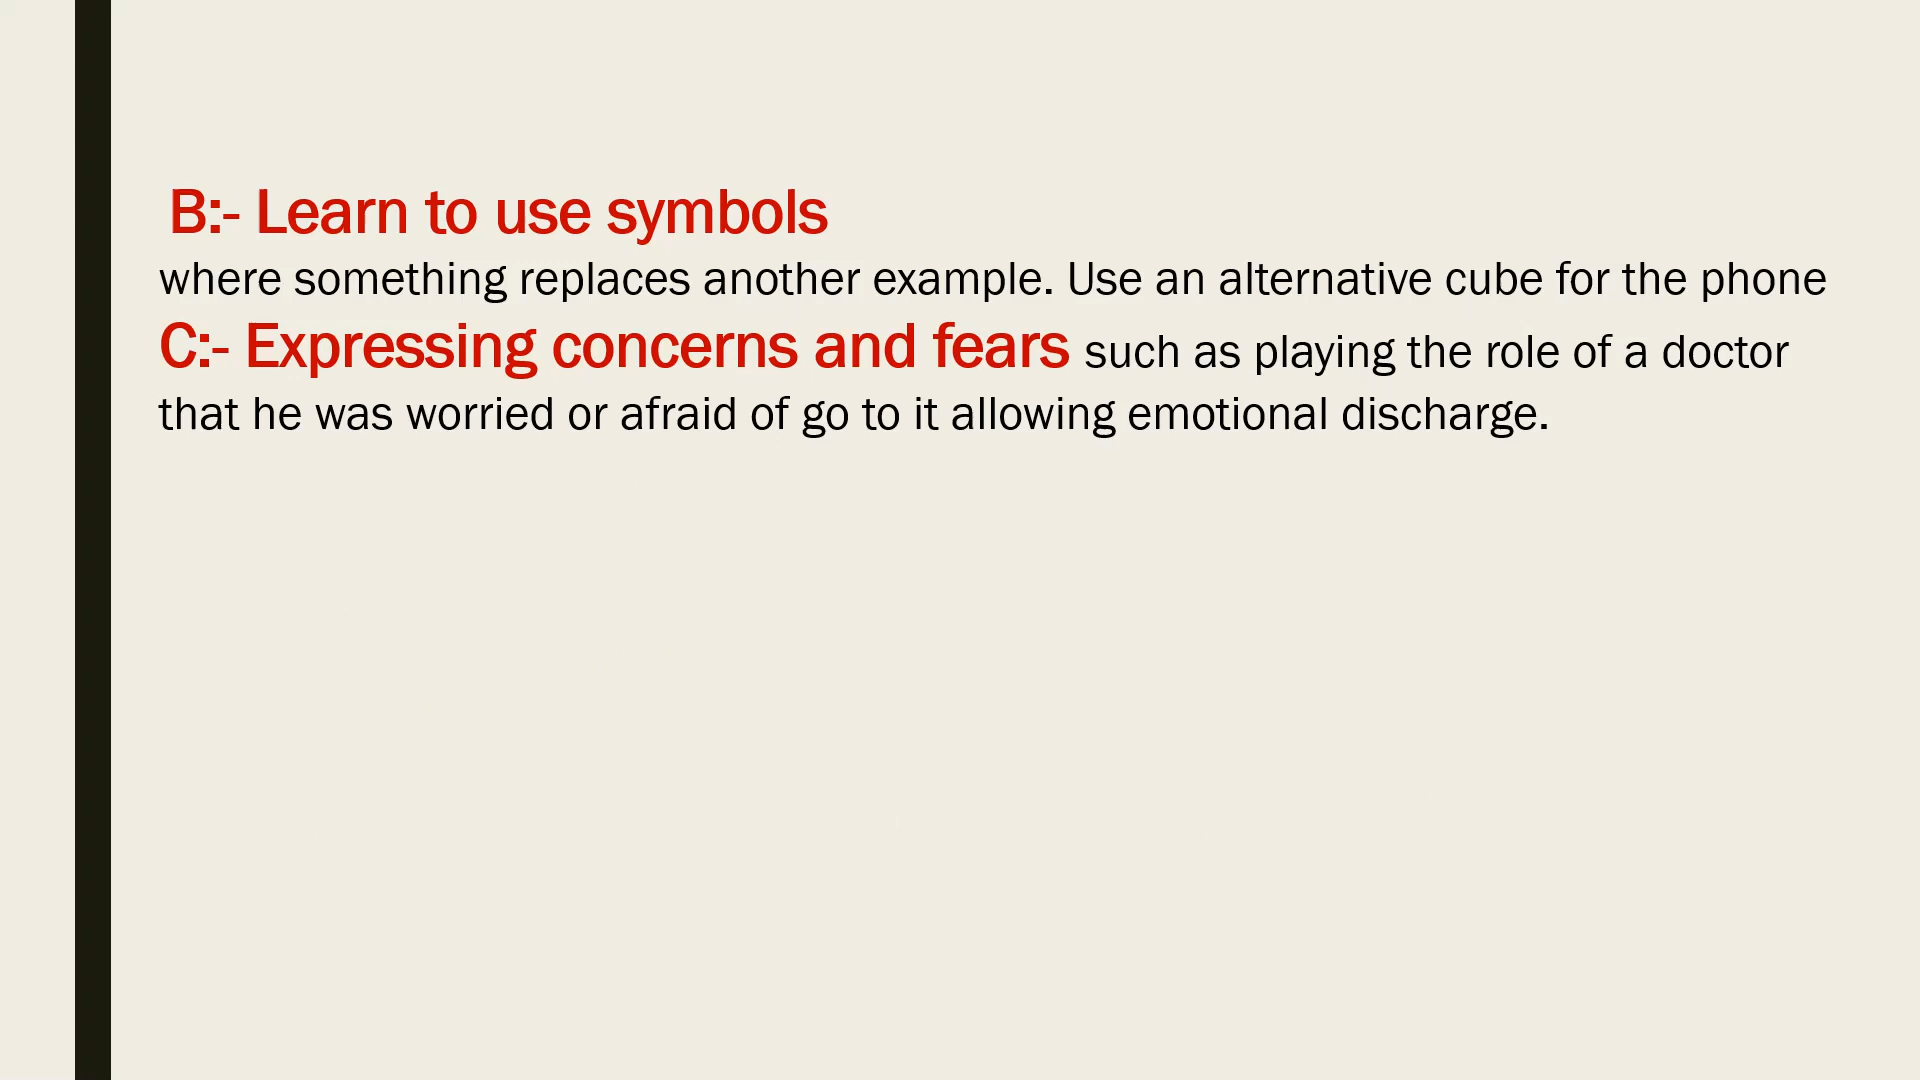 B:- Learn to use symbols
where something replaces another example. Use an alternative cube for the phone
C:- Expressing concerns and fears such as playing the role of a doctor
that he was worried or afraid of go to it allowing emotional discharge.